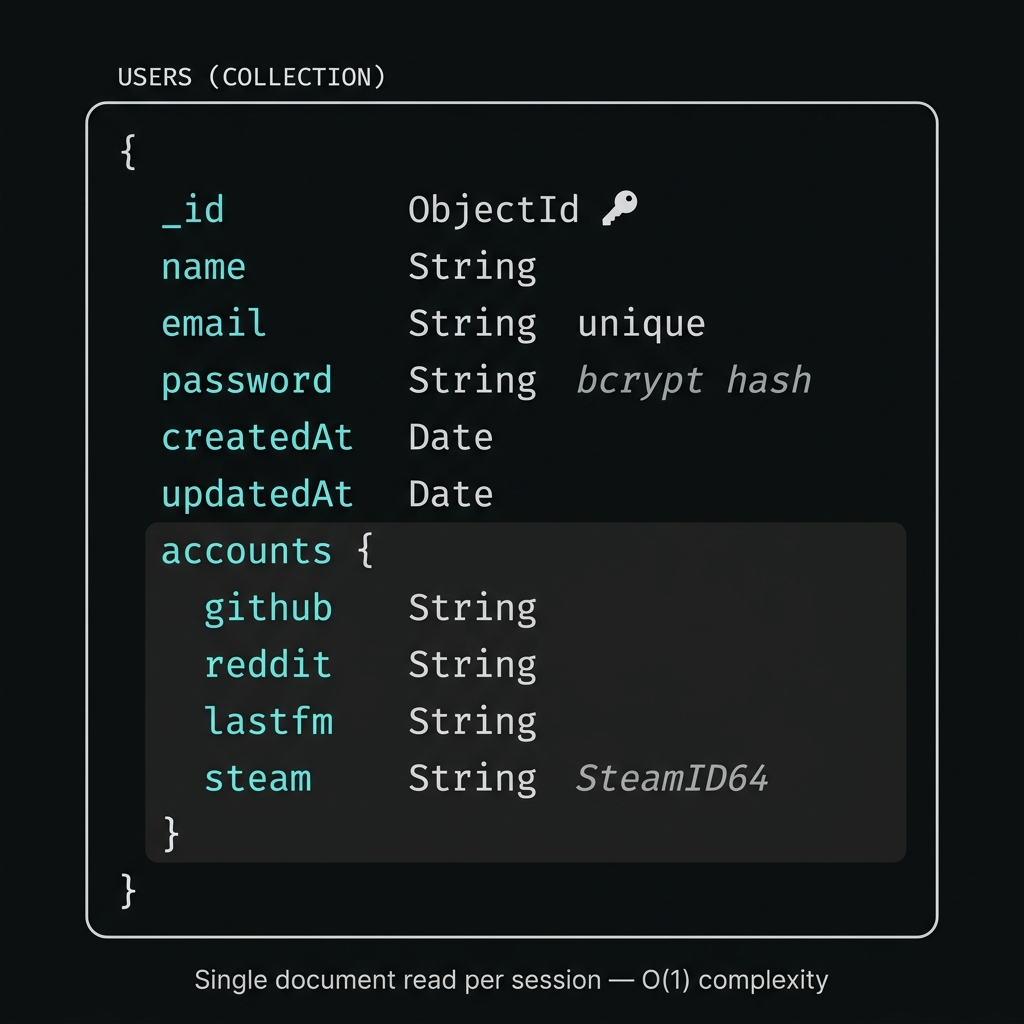 USERS (COLLECTION)
{
_id ObjectId
name String
email String unique
password String bcrypt hash
createdAt Date
updatedAt Date
accounts {
github String
reddit String
lastfm String
steam String SteamID64
}
}
Single document read per session — O(1) complexity